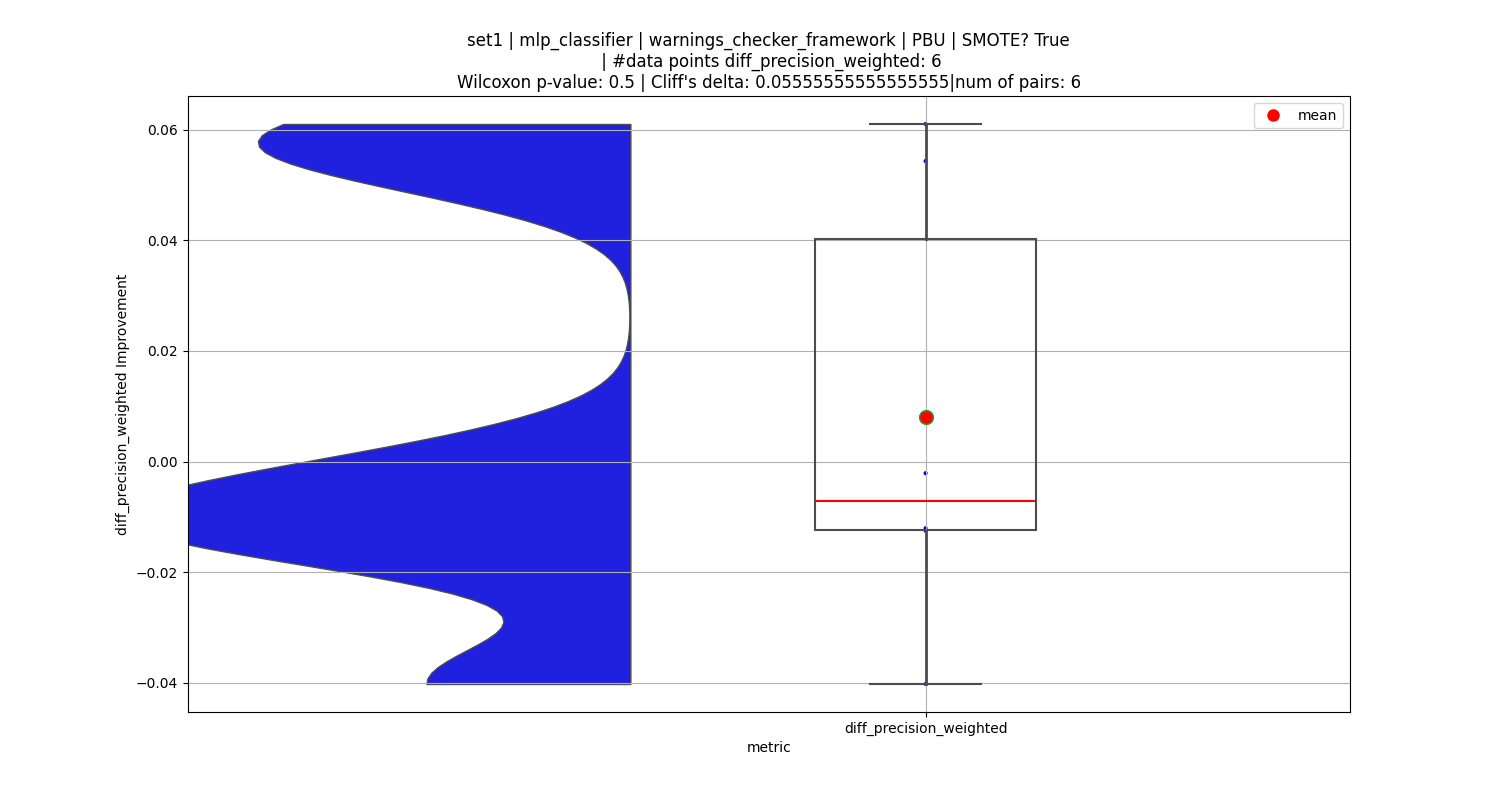 set1 | mlp_classifier | warnings_checker_framework | PBU | SMOTE? True
| #data points diff_precision_weighted: 6
Wilcoxon p-value: 0.5 | Cliff's delta: 0.05555555555555555|num of pairs: 6
mean
0.06
0.04
0.02
0.00
−0.02
−0.04
diff_precision_weighted Improvement
diff_precision_weighted
metric